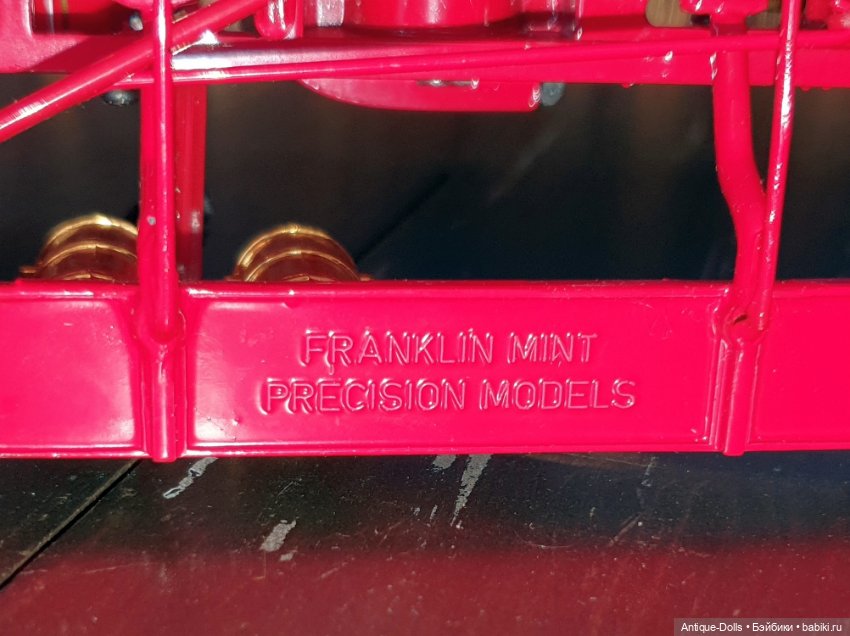 FRANKLIN MINT
PRECISION MODELS
Antique-Dolls • Бэйбики • babiki.ru